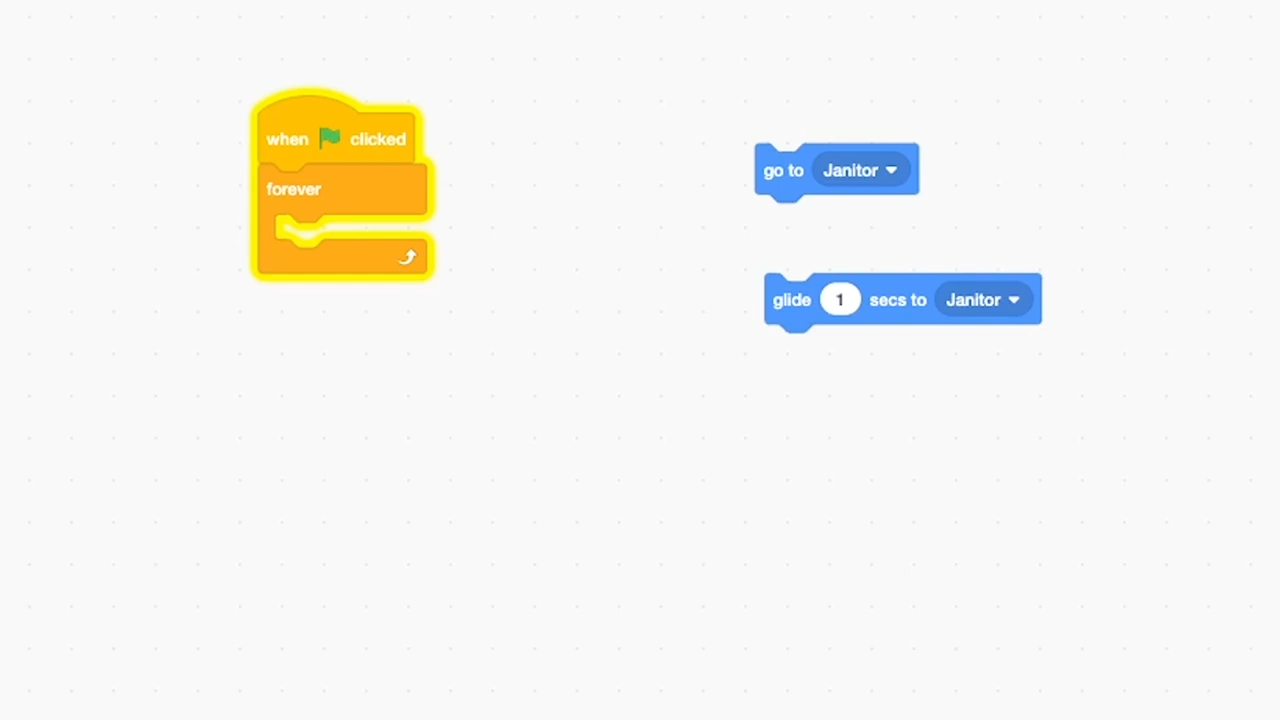 when clicked
forever
go to Janitor
glide 1 secs to Janitor